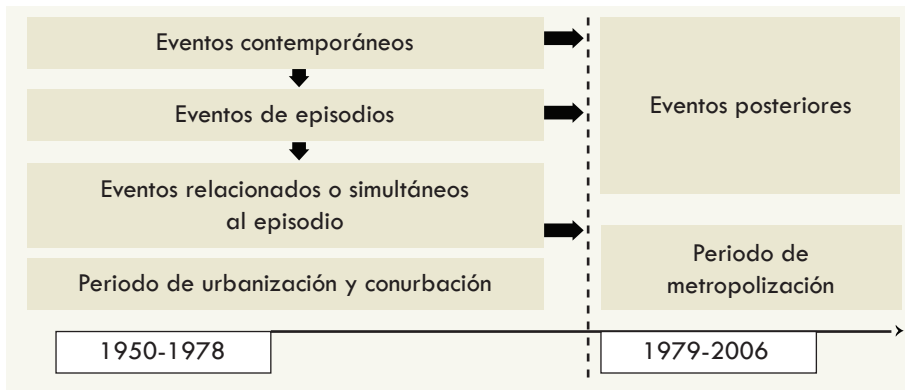 Eventos contemporáneos
Eventos de episodios
Eventos relacionados o simultáneos
al episodio
Periodo de urbanización y conurbación
Eventos posteriores
Periodo de
metropolización
1950-1978
1979-2006